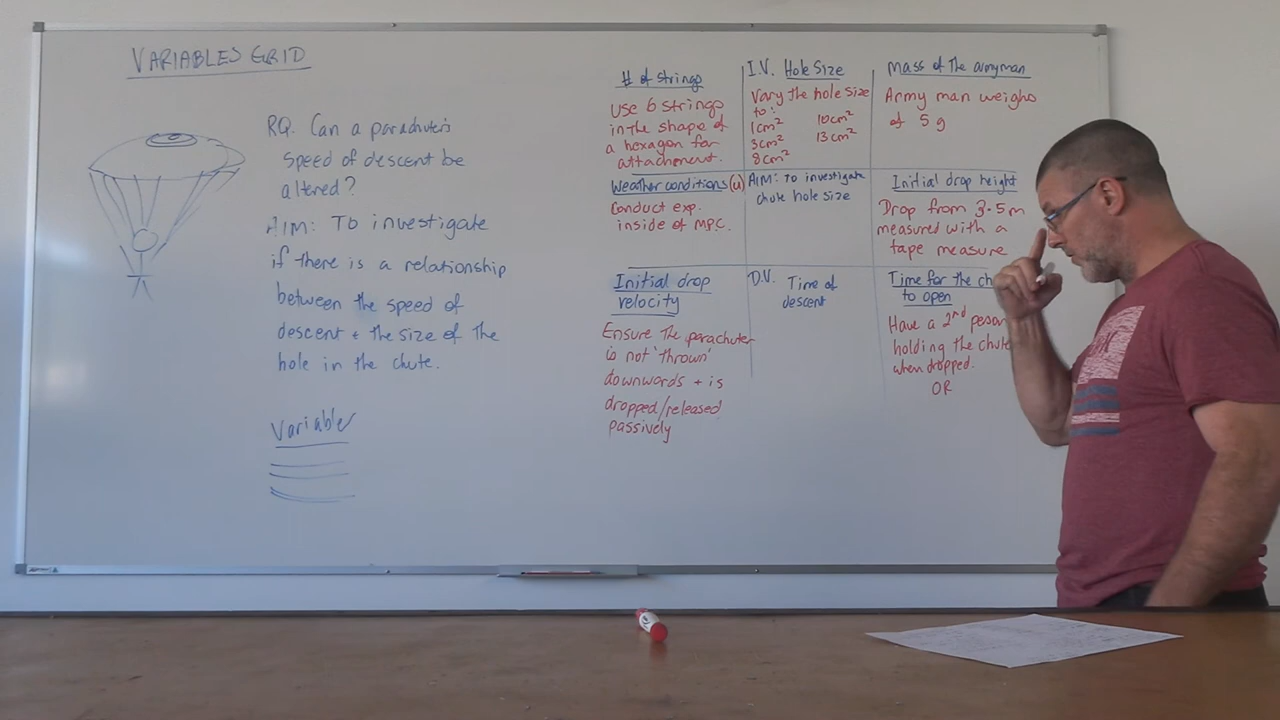 VARIABLES GRID
RQ. Can a parachuter's
speed of descent be
altered?
AIM: To investigate
if there is a relationship
between the speed of
descent + the size of the
hole in the chute.
Variable
# of strings
Use 6 strings
in the shape of
a hexagon for
attachement.
I.V. Hole Size
Vary the hole size
to:
1cm² 10cm²
3cm² 13cm²
8cm²
Mass of the armyman
Army man weighs
of 5 g
Weather conditions (u)
Conduct exp.
inside of MPC.
AIM: To investigate
chute hole size
Initial drop height
Drop from 3.5m
measured with a
tape measure
Initial drop
velocity
Ensure the parachuter
is not 'thrown'
downwards + is
dropped/released
passively
D.V. Time of
descent
Time for the ch
to open
Have a 2nd person
holding the chute
when dropped.
OR